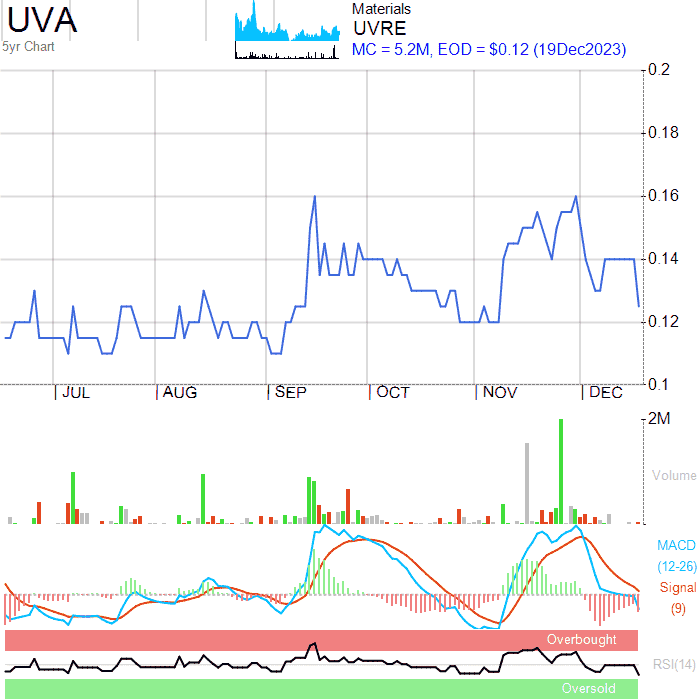 UVA
5yr Chart
Materials
UVRE
MC = 5.2M, EOD = $0.12 (19Dec2023)
0.2
0.18
0.16
0.14
0.12
0.1
JUL AUG SEP OCT NOV DEC
2M
Volume
MACD
(12-26)
Signal
(9)
Overbought
RSI(14)
Oversold